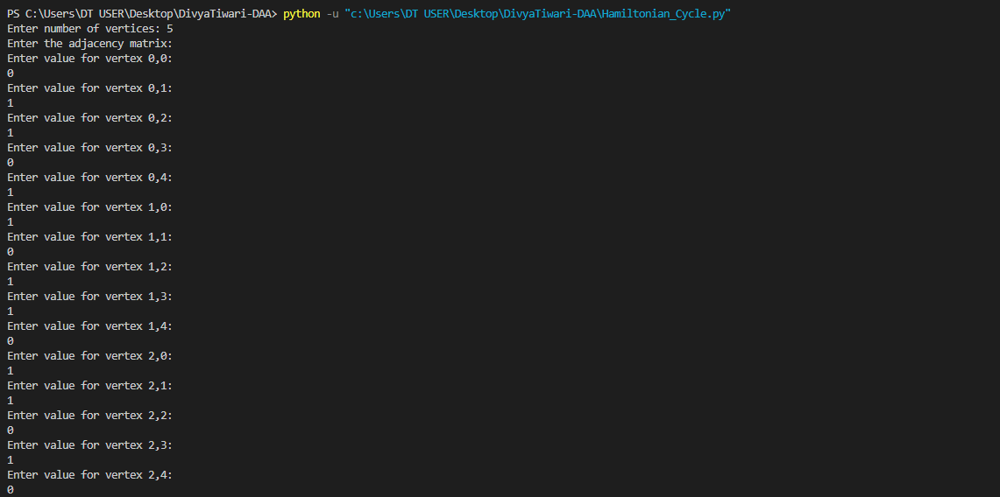 PS C:\Users\DT USER\Desktop\DivyaTiwari-DAA> python -u "c:\Users\DT USER\Desktop\DivyaTiwari-DAA\Hamiltonian_Cycle.py"
Enter number of vertices: 5
Enter the adjacency matrix:
Enter value for vertex 0,0:
0
Enter value for vertex 0,1:
1
Enter value for vertex 0,2:
1
Enter value for vertex 0,3:
0
Enter value for vertex 0,4:
1
Enter value for vertex 1,0:
1
Enter value for vertex 1,1:
0
Enter value for vertex 1,2:
1
Enter value for vertex 1,3:
1
Enter value for vertex 1,4:
0
Enter value for vertex 2,0:
1
Enter value for vertex 2,1:
1
Enter value for vertex 2,2:
0
Enter value for vertex 2,3:
1
Enter value for vertex 2,4:
0